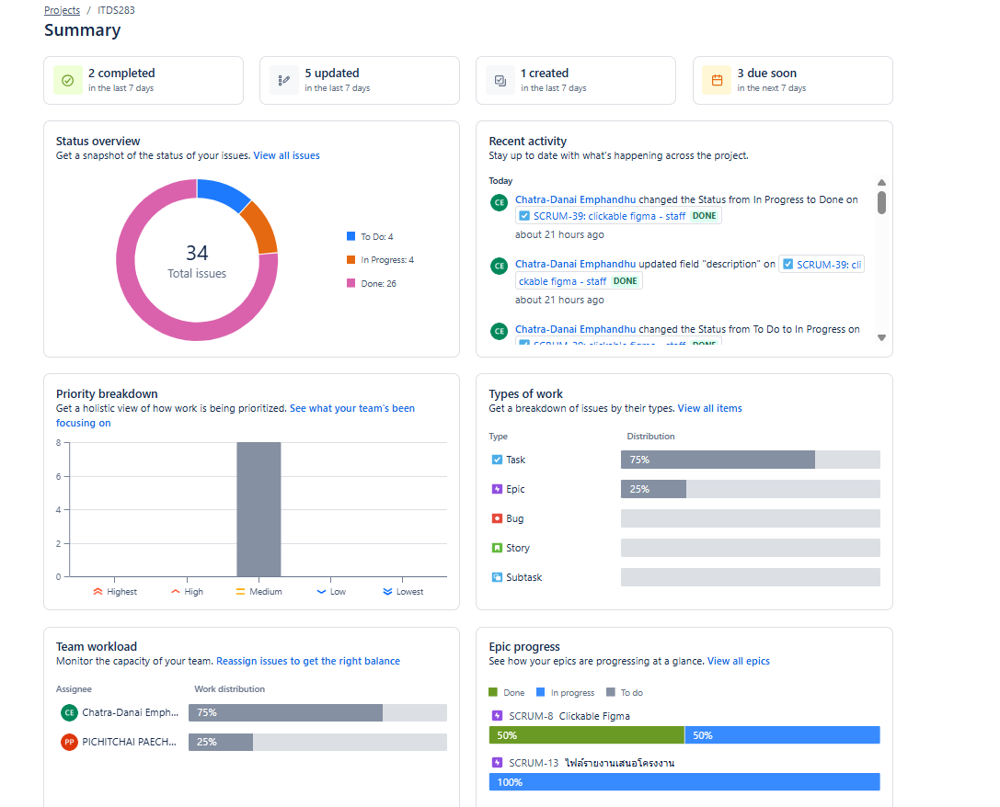 Projects / ITDS283
Summary
2 completed
in the last 7 days
5 updated
in the last 7 days
1 created
in the last 7 days
3 due soon
in the next 7 days
Status overview
Get a snapshot of the status of your issues. View all issues
34
Total issues
To Do: 4
In Progress: 4
Done: 26
Recent activity
Stay up to date with what's happening across the project.
Today
CE
Chatra-Danai Emphandhu changed the Status from In Progress to Done on
SCRUM-39: clickable figma - staff DONE
about 21 hours ago
CE
Chatra-Danai Emphandhu updated field "description" on SCRUM-39: cli
ckable figma - staff DONE
about 21 hours ago
CE
Chatra-Danai Emphandhu changed the Status from To Do to In Progress on
SCRUM-39: clickable figma - staff DONE
Priority breakdown
Get a holistic view of how work is being prioritized. See what your team's been
focusing on
8
6
4
2
0
Highest High Medium Low Lowest
Types of work
Get a breakdown of issues by their types. View all items
Type Distribution
Task 75%
Epic 25%
Bug
Story
Subtask
Team workload
Monitor the capacity of your team. Reassign issues to get the right balance
Assignee Work distribution
CE Chatra-Danai Emph... 75%
PP PICHITCHAI PAECH... 25%
Epic progress
See how your epics are progressing at a glance. View all epics
Done In progress To do
SCRUM-8 Clickable Figma
50% 50%
SCRUM-13 ไฟล์รายงานเสนอโครงงาน
100%